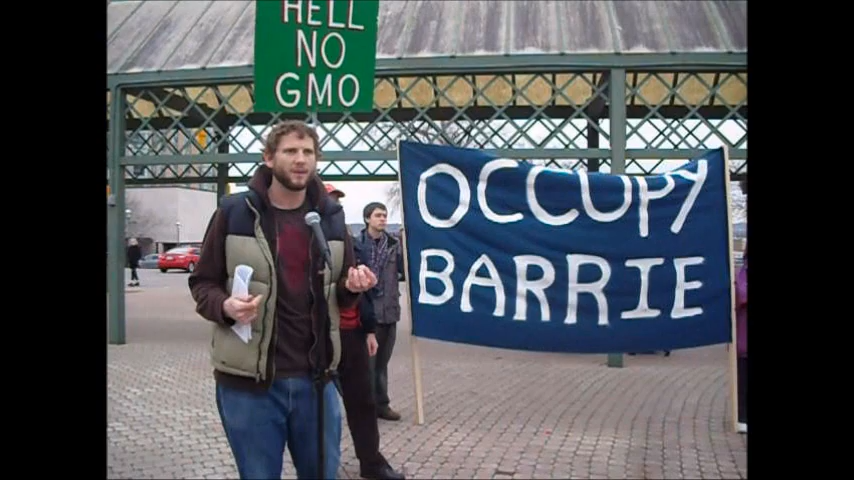 HELL
NO
GMO
OCCUPY
BARRIE